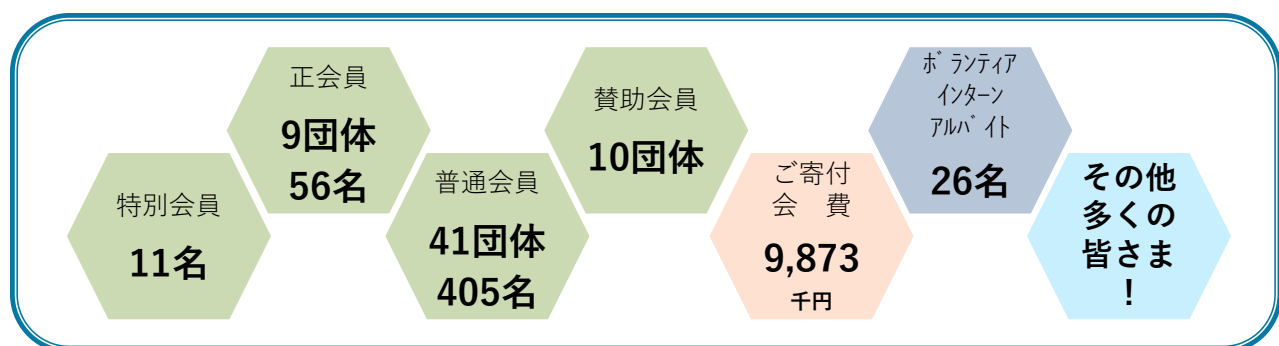 特別会員
11名
正会員
9団体
56名
普通会員
41団体
405名
賛助会員
10団体
ご寄付
会　費
9,873
千円
ﾎﾞﾗﾝﾃｨｱ
ｲﾝﾀｰﾝ
ｱﾙﾊﾞｲﾄ
26名
その他
多くの
皆さま
！